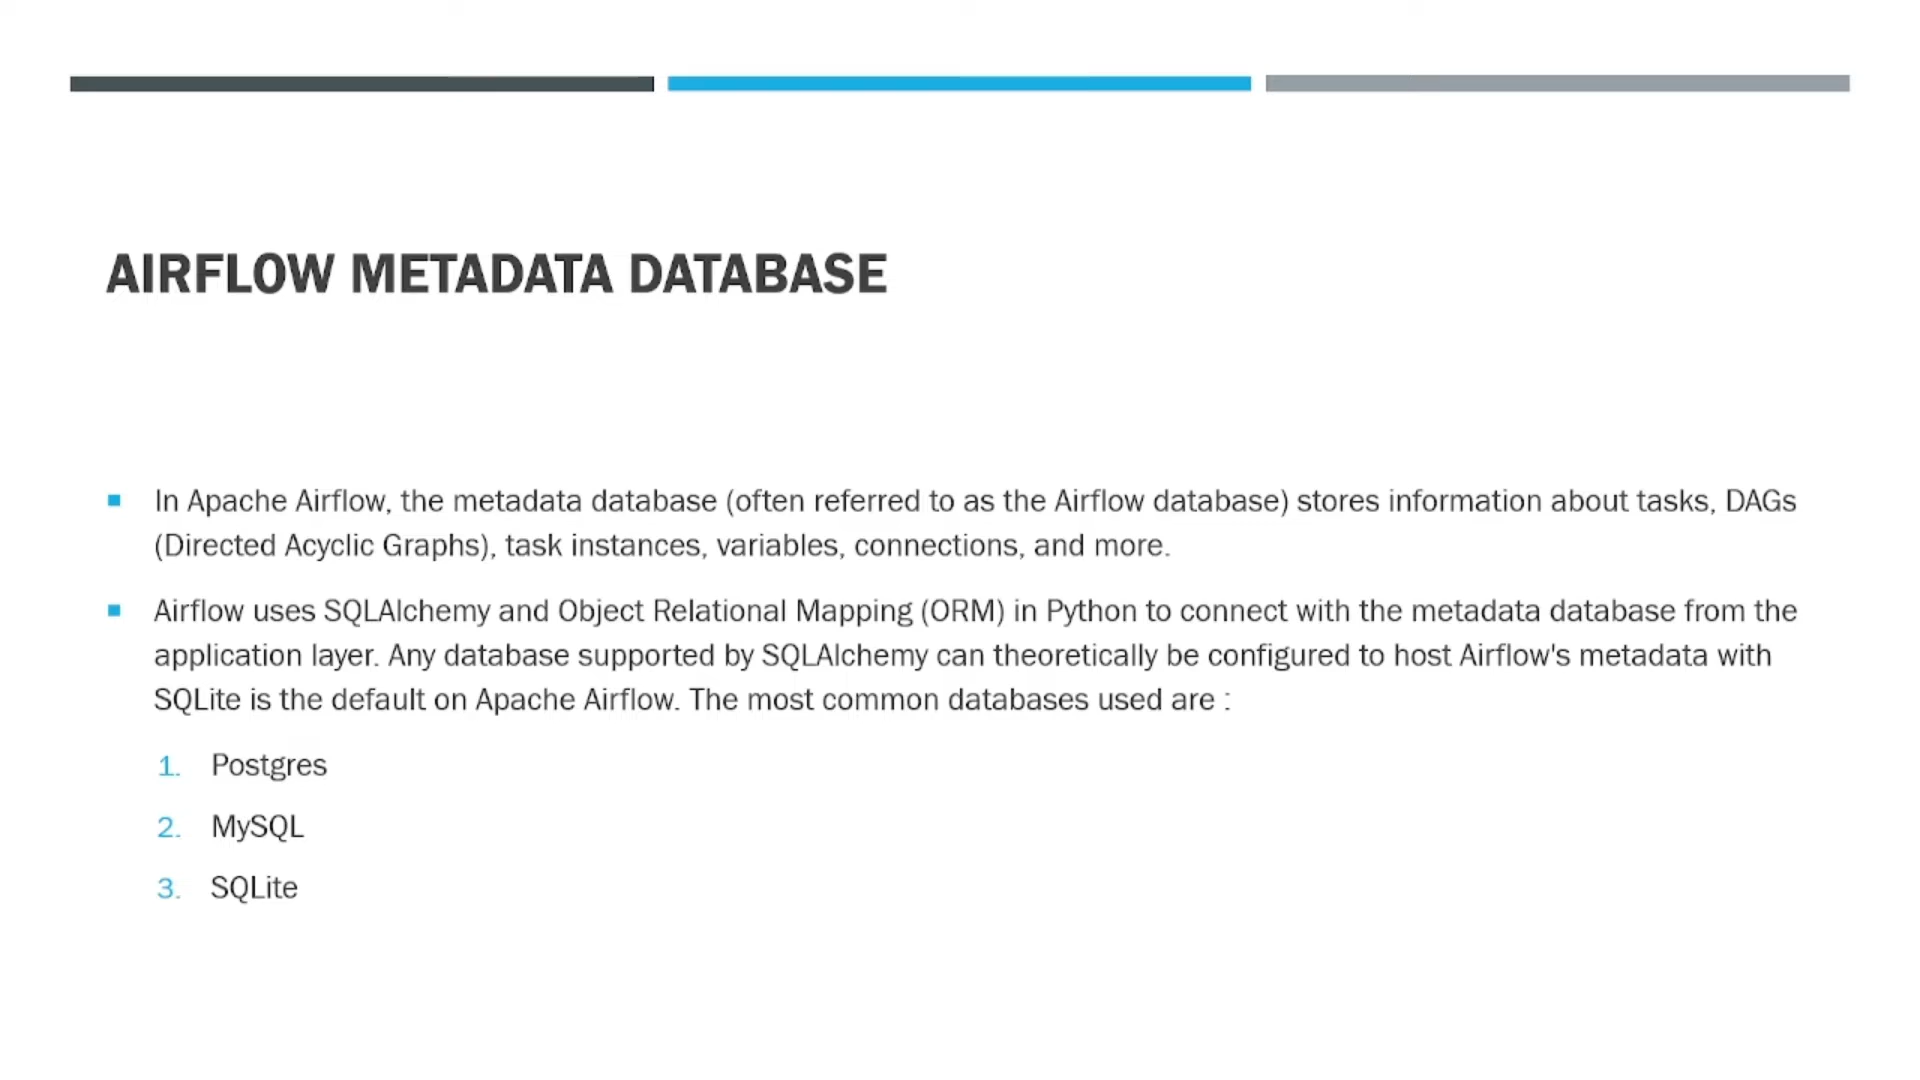 AIRFLOW METADATA DATABASE
In Apache Airflow, the metadata database (often referred to as the Airflow database) stores information about tasks, DAGs
(Directed Acyclic Graphs), task instances, variables, connections, and more.
Airflow uses SQLAlchemy and Object Relational Mapping (ORM) in Python to connect with the metadata database from the
application layer. Any database supported by SQLAlchemy can theoretically be configured to host Airflow's metadata with
SQLite is the default on Apache Airflow. The most common databases used are :
1. Postgres
2. MySQL
3. SQLite